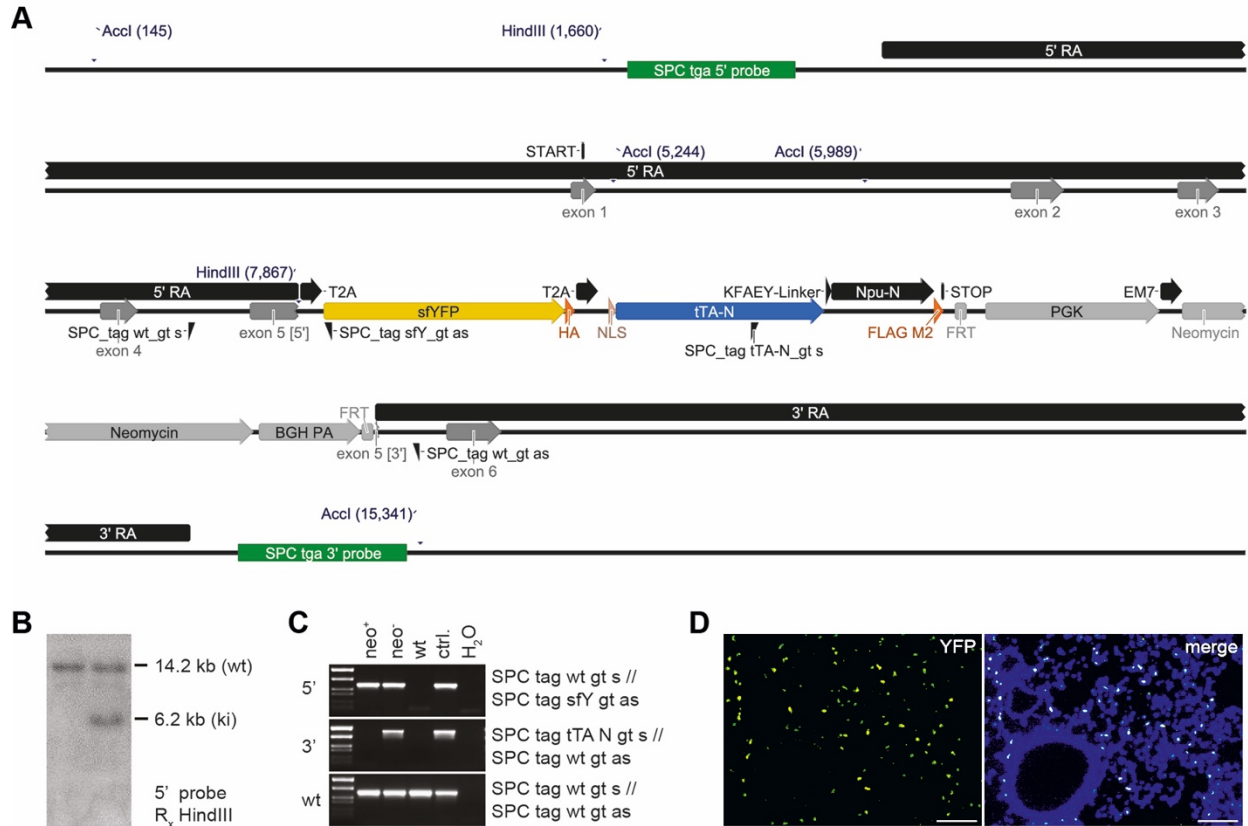 A
AccI (145)
HindIII (1,660)
5' RA
SPC tga 5' probe
START
AccI (5,244)
AccI (5,989)
5' RA
exon 1
exon 2
exon 3
HindIII (7,867)
5' RA
T2A
T2A
KFAEY-Linker
Npu-N
STOP
EM7
sfYFP
tTA-N
PGK
Neomycin
SPC_tag wt_gt s
exon 4
exon 5 [5']
SPC_tag sfY_gt as
HA
NLS
SPC_tag tTA-N_gt s
FLAG M2
FRT
FRT
3' RA
Neomycin
BGH PA
exon 5 [3']
SPC_tag wt_gt as
exon 6
3' RA
AccI (15,341)
SPC tga 3' probe
B
14.2 kb (wt)
6.2 kb (ki)
5' probe
Rx HindIII
C
neo+
neo-
wt
ctrl.
H2O
5'
SPC tag wt gt s //
SPC tag sfY gt as
3'
SPC tag tTA N gt s //
SPC tag wt gt as
wt
SPC tag wt gt s //
SPC tag wt gt as
D
YFP
merge